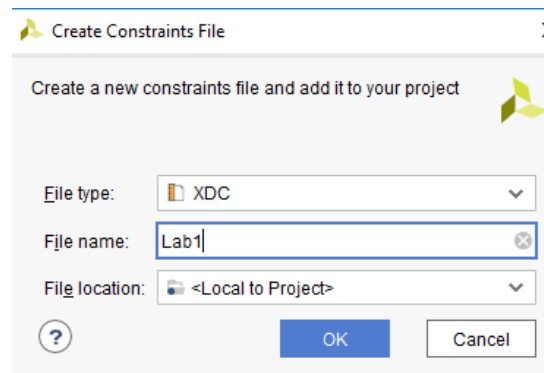 Create Constraints File
Create a new constraints file and add it to your project
File type: XDC
File name: Lab1
File location: <Local to Project>
? OK Cancel